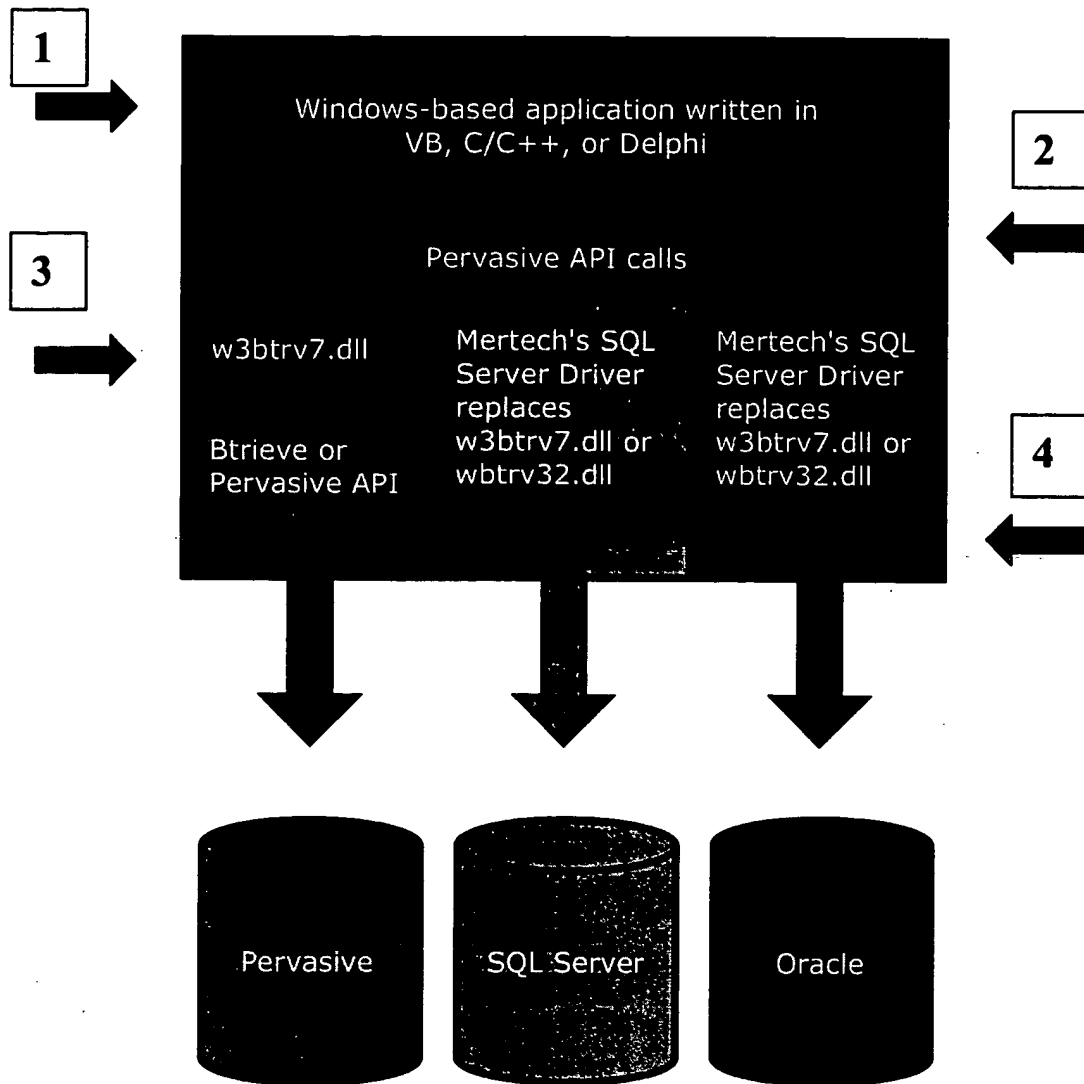 1
Windows-based application written in
VB, C/C++, or Delphi
2
Pervasive API calls
3
w3btrv7.dll
Btrieve or
Pervasive API
Mertech's SQL
Server Driver
replaces
w3btrv7.dll or
wbtrv32.dll
Mertech's SQL
Server Driver
replaces
w3btrv7.dll or
wbtrv32.dll
4
Pervasive
SQL Server
Oracle